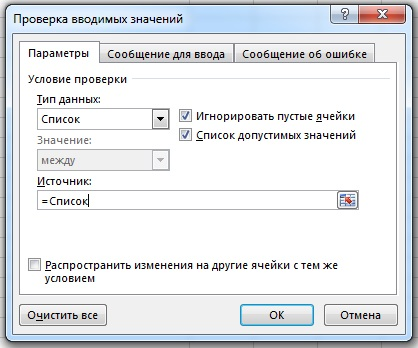 Проверка вводимых значений
Параметры Сообщение для ввода Сообщение об ошибке
Условие проверки
Тип данных:
Список Игнорировать пустые ячейки
Значение: Список допустимых значений
между
Источник:
=Список
Распространить изменения на другие ячейки с тем же
условием
Очистить все ОК Отмена